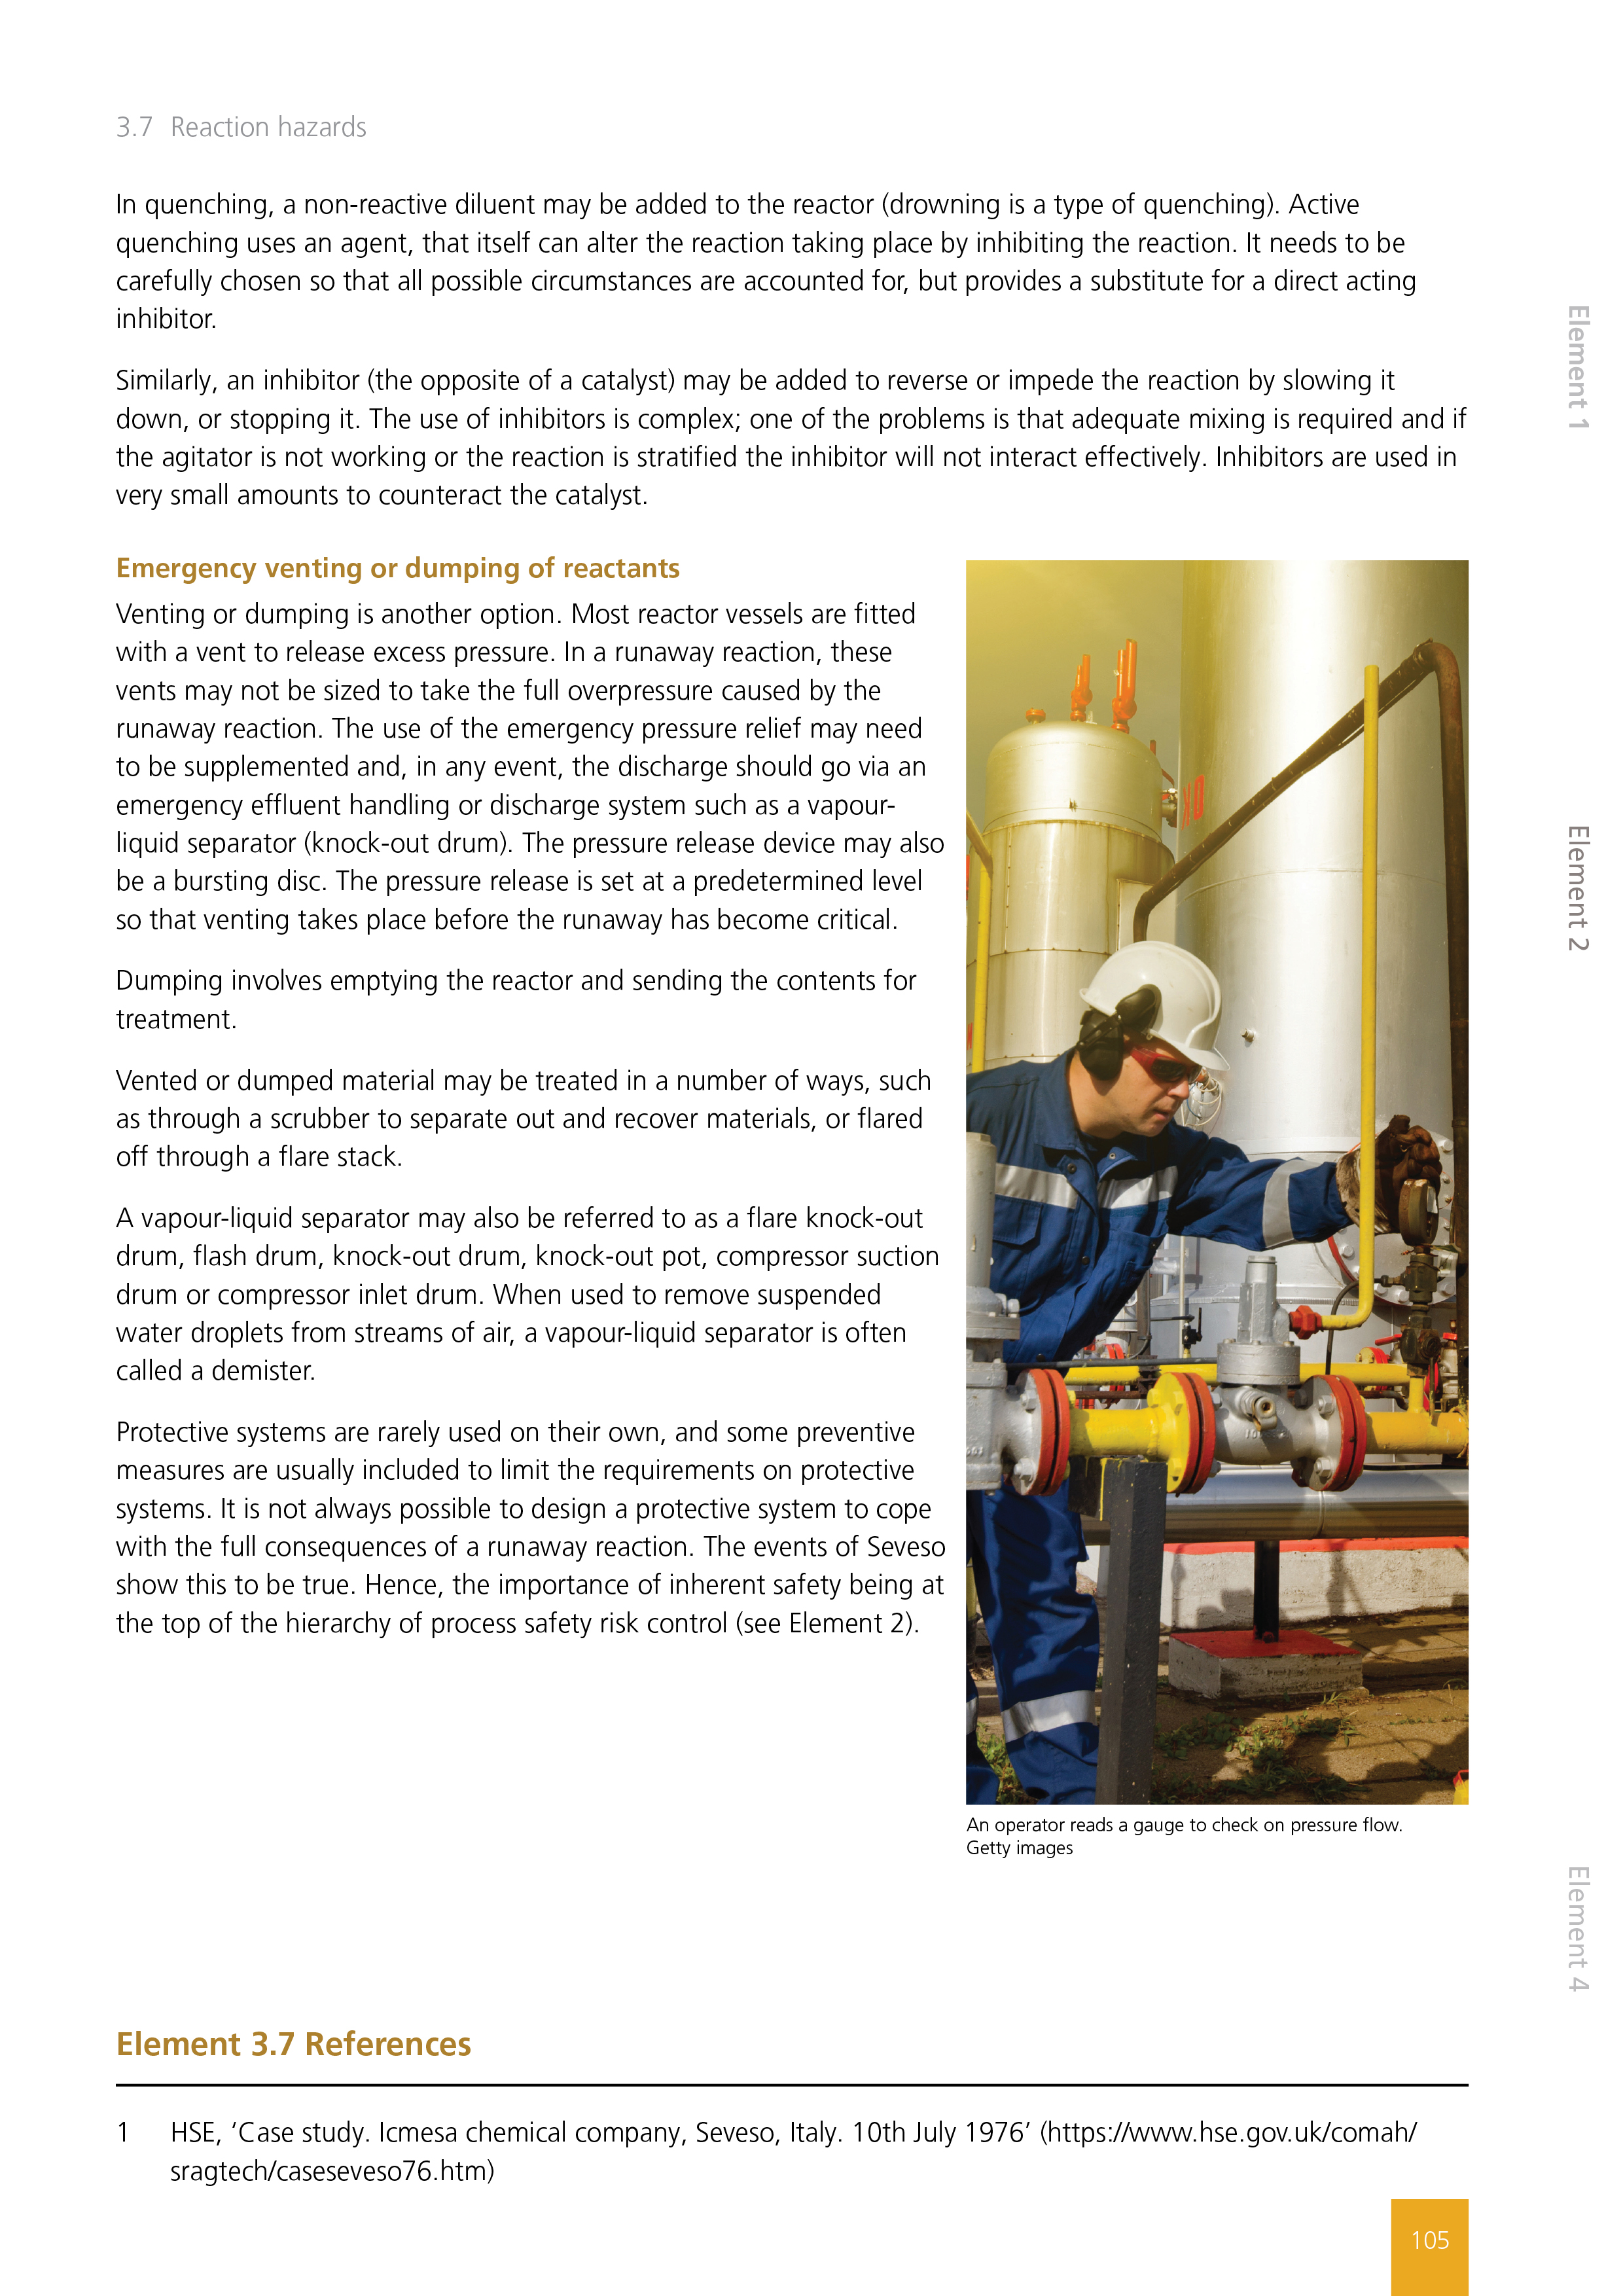 3.7 Reaction hazards
In quenching, a non-reactive diluent may be added to the reactor (drowning is a type of quenching). Active
quenching uses an agent, that itself can alter the reaction taking place by inhibiting the reaction. It needs to be
carefully chosen so that all possible circumstances are accounted for, but provides a substitute for a direct acting
inhibitor.
Similarly, an inhibitor (the opposite of a catalyst) may be added to reverse or impede the reaction by slowing it
down, or stopping it. The use of inhibitors is complex; one of the problems is that adequate mixing is required and if
the agitator is not working or the reaction is stratified the inhibitor will not interact effectively. Inhibitors are used in
very small amounts to counteract the catalyst.
Emergency venting or dumping of reactants
Venting or dumping is another option. Most reactor vessels are fitted
with a vent to release excess pressure. In a runaway reaction, these
vents may not be sized to take the full overpressure caused by the
runaway reaction. The use of the emergency pressure relief may need
to be supplemented and, in any event, the discharge should go via an
emergency effluent handling or discharge system such as a vapour-
liquid separator (knock-out drum). The pressure release device may also
be a bursting disc. The pressure release is set at a predetermined level
so that venting takes place before the runaway has become critical.
Dumping involves emptying the reactor and sending the contents for
treatment.
Vented or dumped material may be treated in a number of ways, such
as through a scrubber to separate out and recover materials, or flared
off through a flare stack.
A vapour-liquid separator may also be referred to as a flare knock-out
drum, flash drum, knock-out drum, knock-out pot, compressor suction
drum or compressor inlet drum. When used to remove suspended
water droplets from streams of air, a vapour-liquid separator is often
called a demister.
Protective systems are rarely used on their own, and some preventive
measures are usually included to limit the requirements on protective
systems. It is not always possible to design a protective system to cope
with the full consequences of a runaway reaction. The events of Seveso
show this to be true. Hence, the importance of inherent safety being at
the top of the hierarchy of process safety risk control (see Element 2).
An operator reads a gauge to check on pressure flow.
Getty images
Element 3.7 References
1 HSE, ‘Case study. Icmesa chemical company, Seveso, Italy. 10th July 1976’ (https://www.hse.gov.uk/comah/
sragtech/caseseveso76.htm)
105
Element 1
Element 2
Element 4